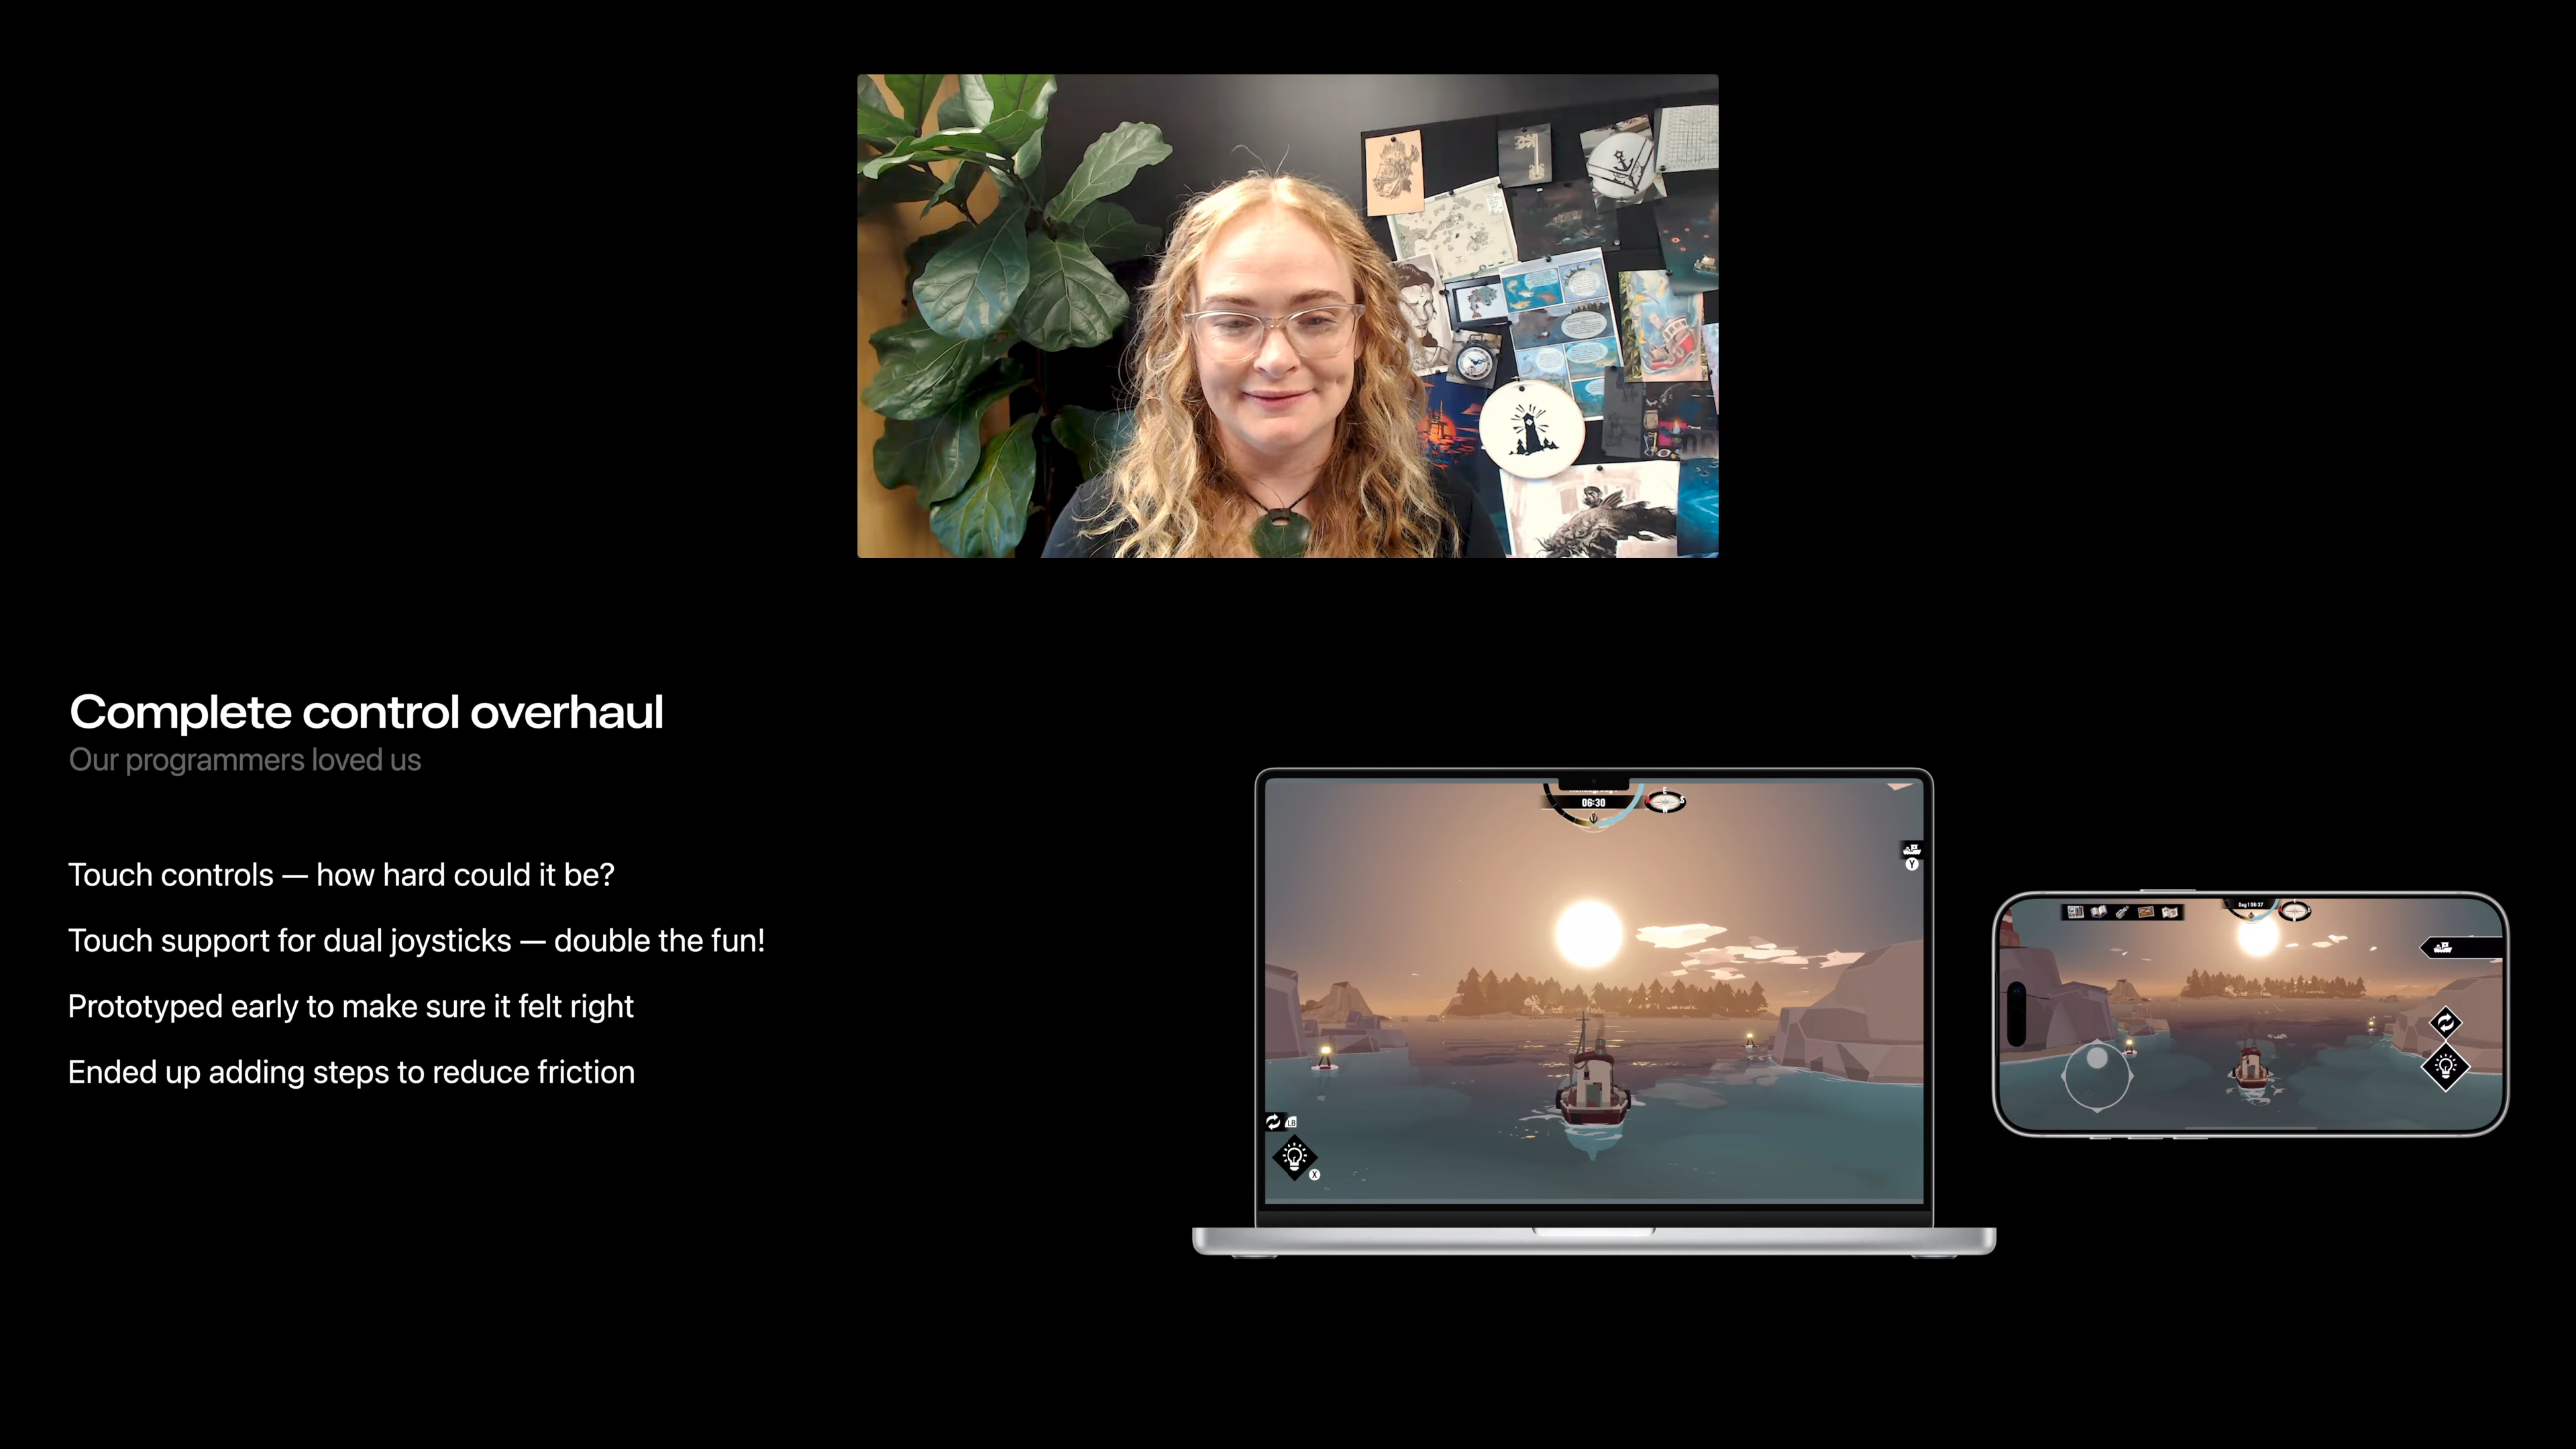 Complete control overhaul
Our programmers loved us
Touch controls — how hard could it be?
Touch support for dual joysticks — double the fun!
Prototyped early to make sure it felt right
Ended up adding steps to reduce friction
06:30
E
S
Y
LB
X